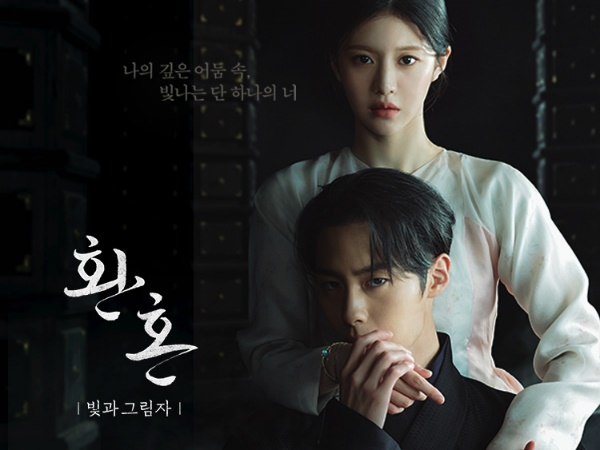 나의 깊은 어둠 속,
빛나는 단 하나의 너
환혼
| 빛과 그림자 |